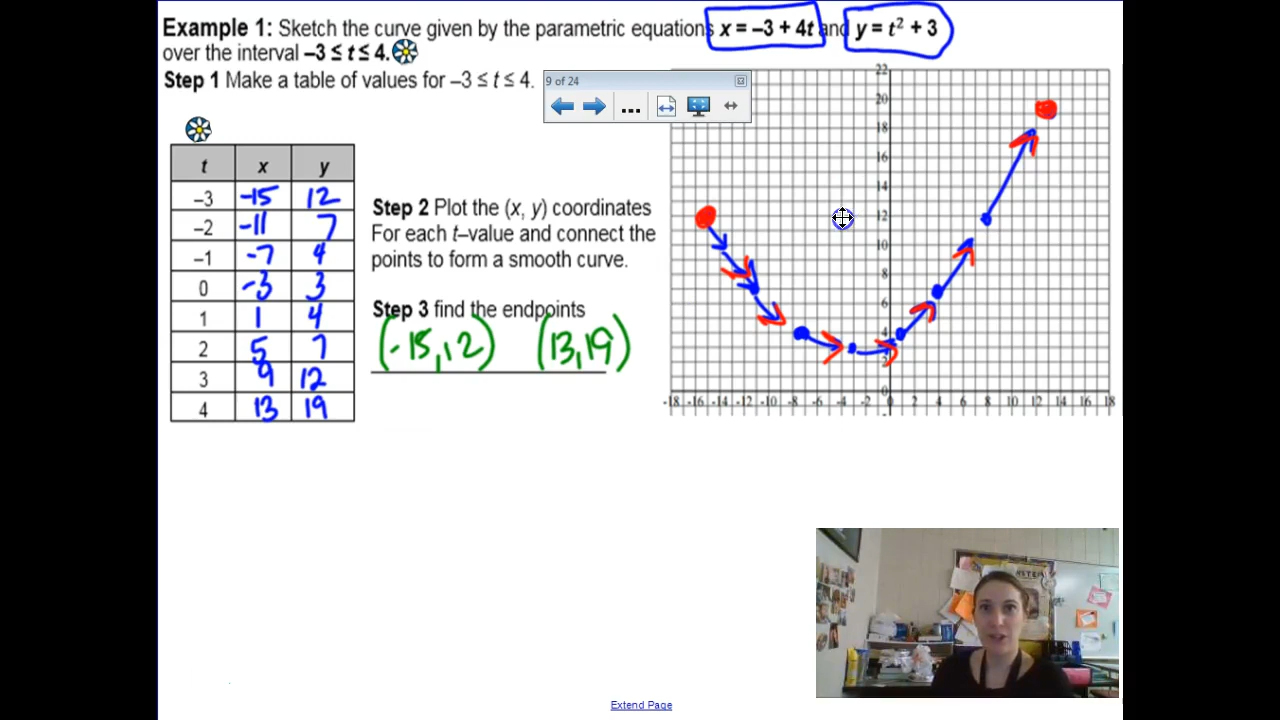 Example 1: Sketch the curve given by the parametric equations x = –3 + 4t and y = t² + 3
over the interval –3 ≤ t ≤ 4.
Step 1 Make a table of values for –3 ≤ t ≤ 4.
9 of 24
t x y
–3 -15 12
–2 -11 7
–1 -7 4
0 -3 3
1 1 4
2 5 7
3 9 12
4 13 19
Step 2 Plot the (x, y) coordinates
For each t–value and connect the
points to form a smooth curve.
Step 3 find the endpoints
(-15,12) (13,19)
22
20
18
16
14
12
10
8
6
4
2
0
-18 -16 -14 -12 -10 -8 -6 -4 -2 0 2 4 6 8 10 12 14 16 18
Extend Page